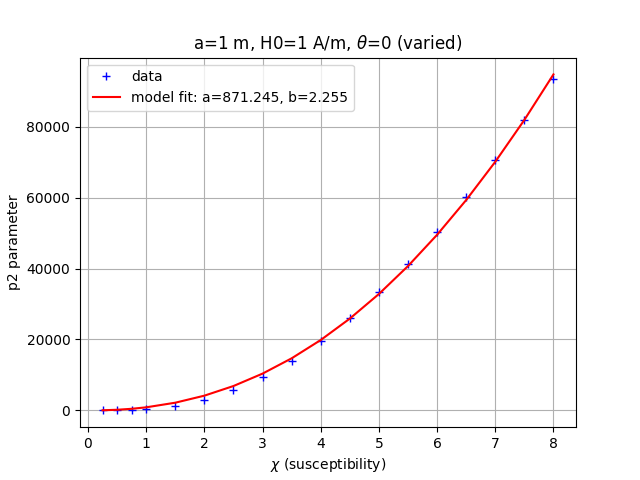 a=1 m, H0=1 A/m, θ=0 (varied)
data
model fit: a=871.245, b=2.255
p2 parameter
80000
60000
40000
20000
0
0 1 2 3 4 5 6 7 8
χ (susceptibility)